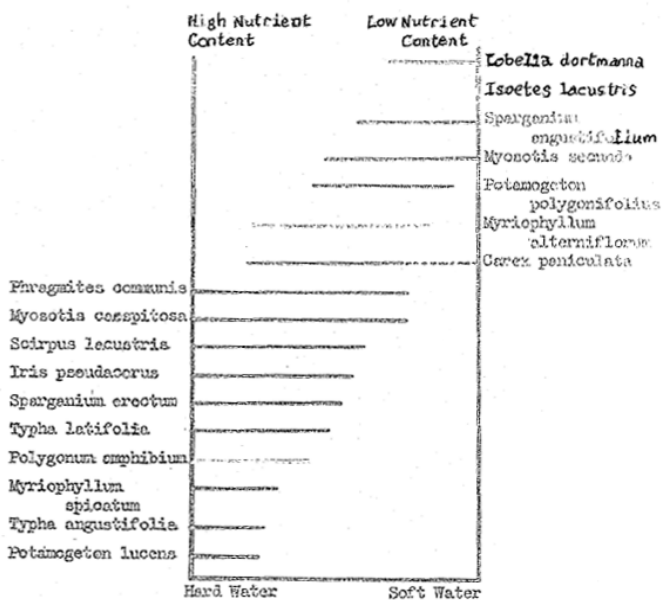 High Nutrient
Content
Low Nutrient
Content
Lobelia dortmanna
Isoetes lacustris
Sparganium
angustifolium
Myosotis secunda
Potamogeton
polygonifolius
Myriophyllum
alterniflorum
Carex paniculata
Phragmites communis
Myosotis caespitosa
Scirpus lacustris
Iris pseudacorus
Sparganium erectum
Typha latifolia
Polygonum amphibium
Myriophyllum
spicatum
Typha angustifolia
Potamogeton lucens
Hard Water
Soft Water